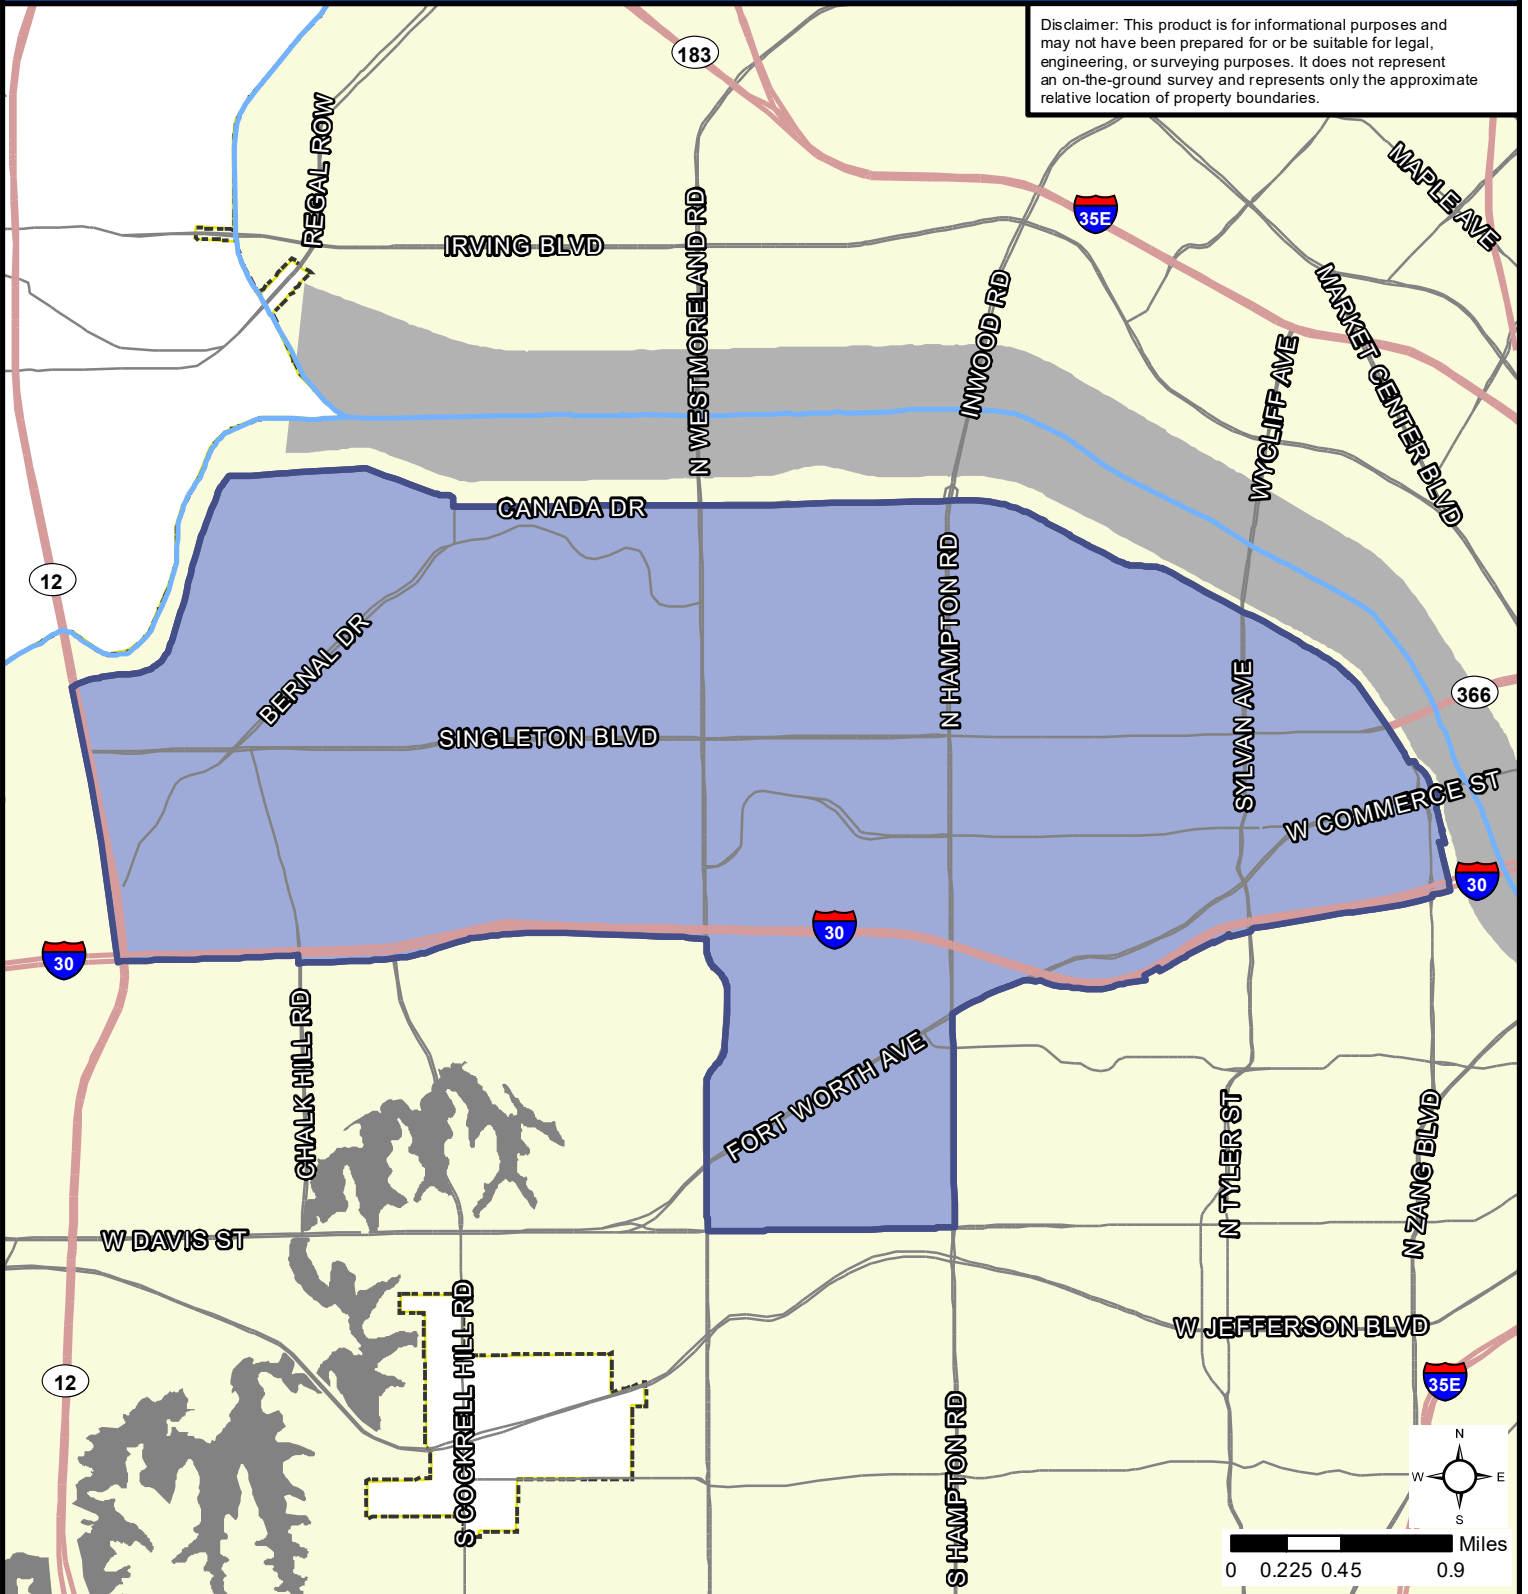 Disclaimer: This product is for informational purposes and
may not have been prepared for or be suitable for legal,
engineering, or surveying purposes. It does not represent
an on-the-ground survey and represents only the approximate
relative location of property boundaries.
183
REGAL ROW
MAPLE AVE
35E
IRVING BLVD
N WESTMORELAND RD
INWOOD RD
MARKET CENTER BLVD
WYCLIFF AVE
CANADA DR
12
N HAMPTON RD
BERNAL DR
SYLVAN AVE
366
SINGLETON BLVD
W COMMERCE ST
30
30
30
CHALK HILL RD
FORT WORTH AVE
N TYLER ST
N ZANG BLVD
W DAVIS ST
S COCKRELL HILL RD
W JEFFERSON BLVD
12
35E
S HAMPTON RD
N
W E
S
Miles
0 0.225 0.45 0.9